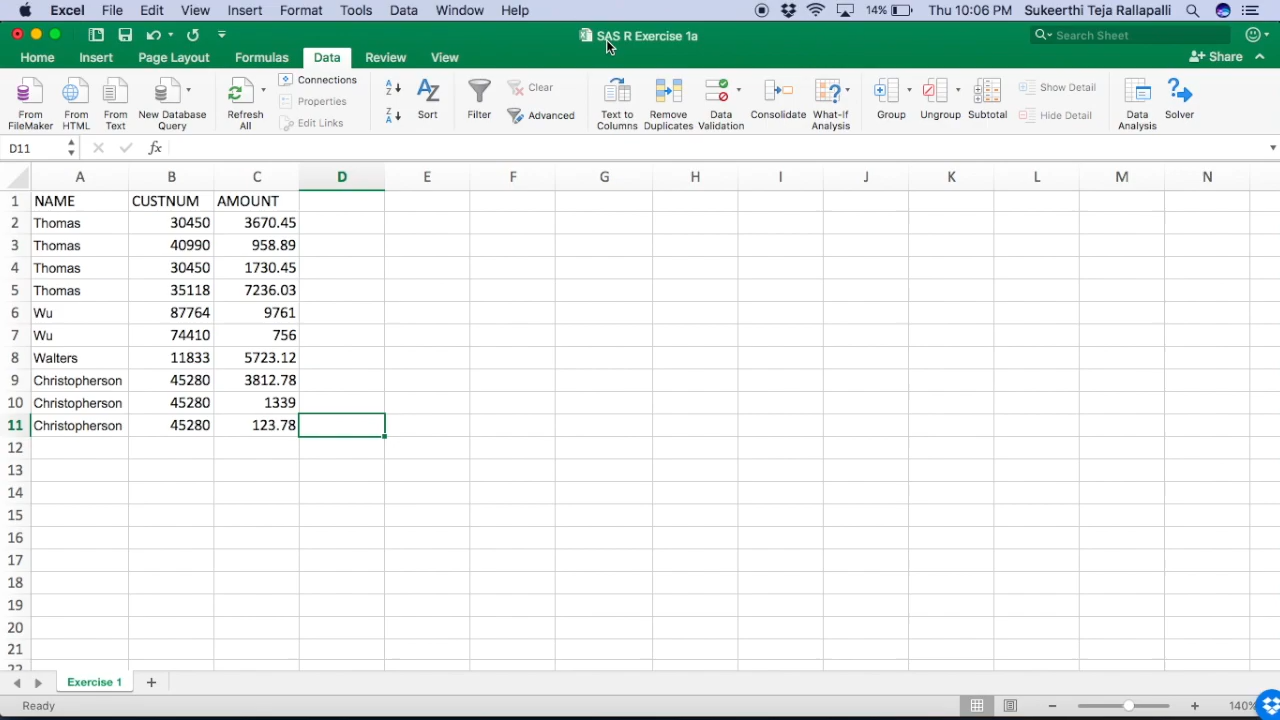 Excel File Edit View Insert Format Tools Data Window Help 14% Thu 10:06 PM Sukeerthi Teja Rallapalli
SAS R Exercise 1a Search Sheet
Home Insert Page Layout Formulas Data Review View Share
From FileMaker From HTML From Text New Database Query Refresh All Connections Properties Edit Links Sort Filter Clear Advanced Text to Columns Remove Duplicates Data Validation Consolidate What-If Analysis Group Ungroup Subtotal Show Detail Hide Detail Data Analysis Solver
D11 fx
A B C D E F G H I J K L M N
1 NAME CUSTNUM AMOUNT
2 Thomas 30450 3670.45
3 Thomas 40990 958.89
4 Thomas 30450 1730.45
5 Thomas 35118 7236.03
6 Wu 87764 9761
7 Wu 74410 756
8 Walters 11833 5723.12
9 Christopherson 45280 3812.78
10 Christopherson 45280 1339
11 Christopherson 45280 123.78
12
13
14
15
16
17
18
19
20
21
22
Exercise 1
Ready 140%